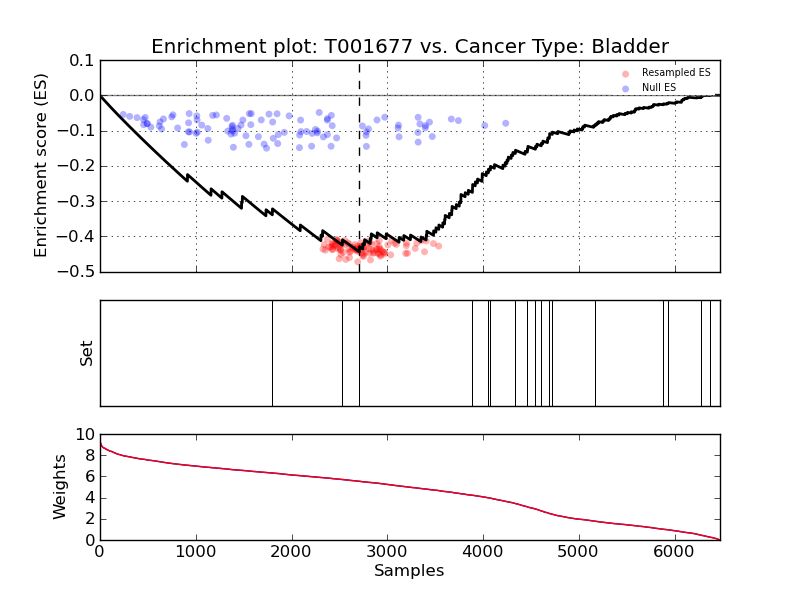 Enrichment plot: T001677 vs. Cancer Type: Bladder
Enrichment score (ES)
0.1
0.0
−0.1
−0.2
−0.3
−0.4
−0.5
Resampled ES
Null ES
Set
Weights
10
8
6
4
2
0
0 1000 2000 3000 4000 5000 6000
Samples